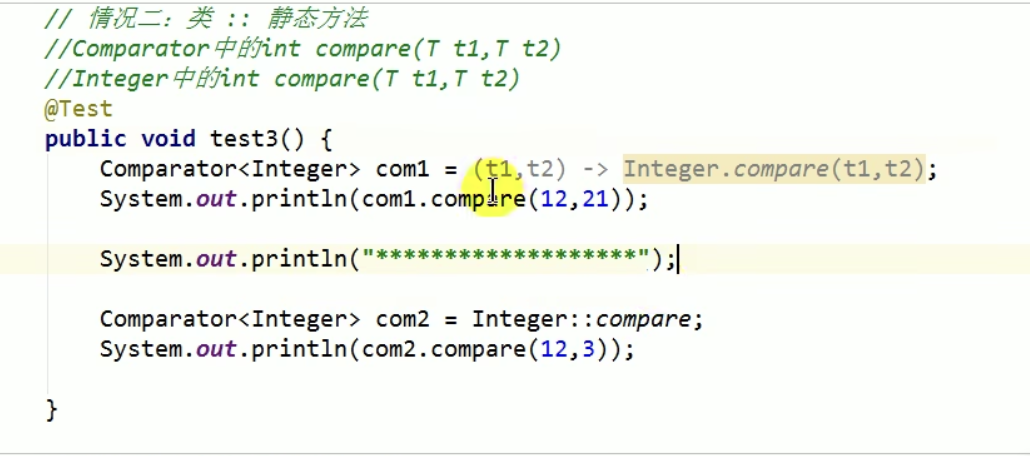 // 情况二：类 :: 静态方法
//Comparator中的int compare(T t1,T t2)
//Integer中的int compare(T t1,T t2)
@Test
public void test3() {
Comparator<Integer> com1 = (t1,t2) -> Integer.compare(t1,t2);
System.out.println(com1.compare(12,21));
System.out.println("*******************");
Comparator<Integer> com2 = Integer::compare;
System.out.println(com2.compare(12,3));
}